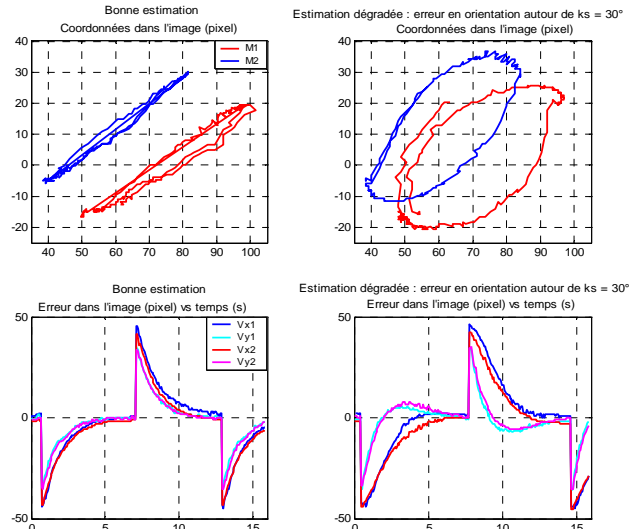 Bonne estimation
Coordonnées dans l'image (pixel)
40
30
20
10
0
-10
-20
40 50 60 70 80 90 100
M1
M2
Estimation dégradée : erreur en orientation autour de ks = 30°
Coordonnées dans l'image (pixel)
40
30
20
10
0
-10
-20
40 50 60 70 80 90 100
Bonne estimation
Erreur dans l'image (pixel) vs temps (s)
50
0
-50
0 5 10 15
Vx1
Vy1
Vx2
Vy2
Estimation dégradée : erreur en orientation autour de ks = 30°
Erreur dans l'image (pixel) vs temps (s)
50
0
-50
0 5 10 15